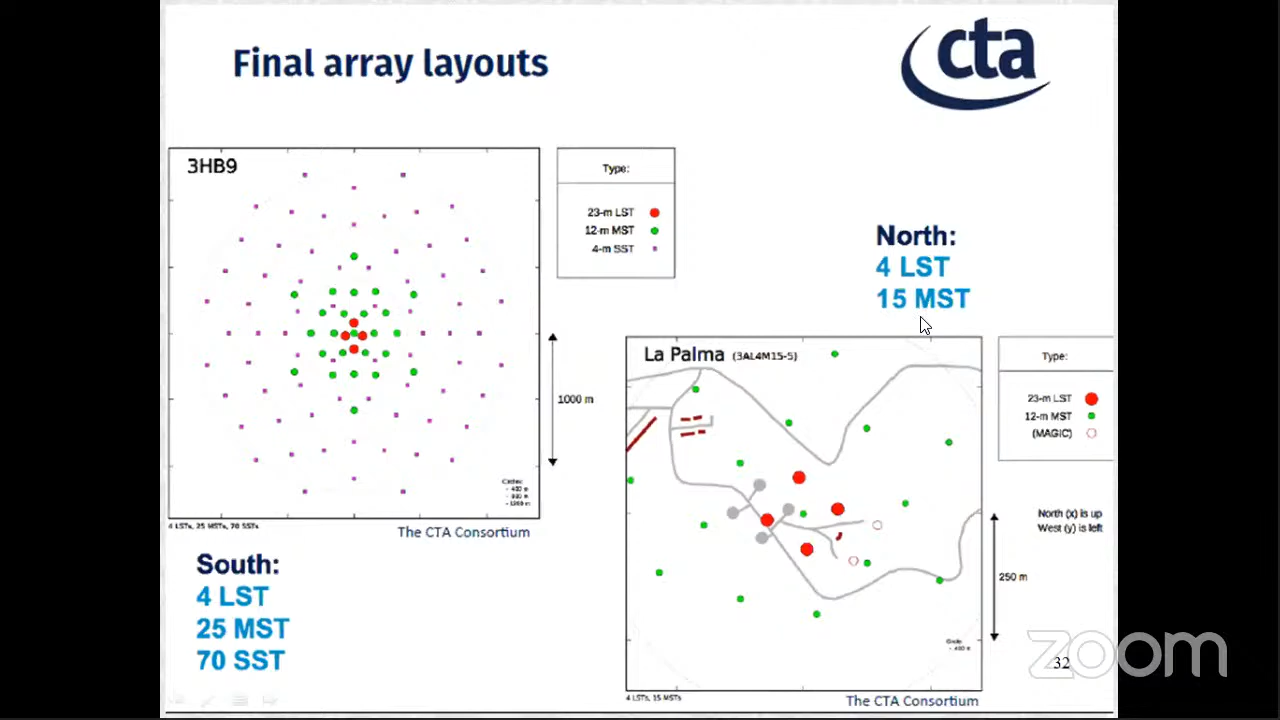 Final array layouts
cta
3HB9
Type:
23-m LST
12-m MST
4-m SST
1000 m
4 LSTs, 25 MSTs, 70 SSTs
The CTA Consortium
South:
4 LST
25 MST
70 SST
North:
4 LST
15 MST
La Palma (3AL4M15-5)
Type:
23-m LST
12-m MST
(MAGIC)
North (x) is up
West (y) is left
250 m
4 LSTs, 15 MSTs
The CTA Consortium
32
zoom